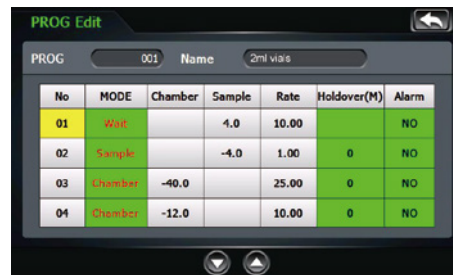 PROG Edit
PROG 001 Name 2ml vials
No MODE Chamber Sample Rate Holdover(M) Alarm
01 Wait 4.0 10.00 NO
02 Sample -4.0 1.00 0 NO
03 Chamber -40.0 25.00 0 NO
04 Chamber -12.0 10.00 0 NO